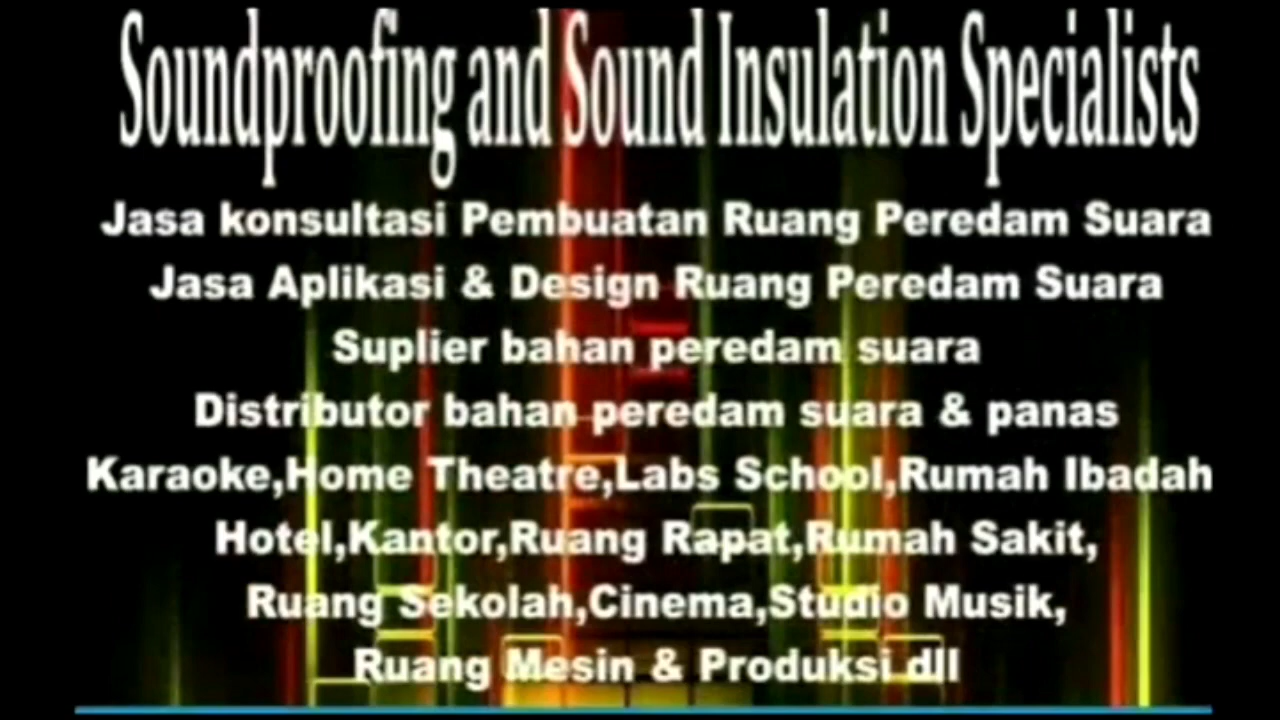 Soundproofing and Sound Insulation Specialists
Jasa konsultasi Pembuatan Ruang Peredam Suara
Jasa Aplikasi & Design Ruang Peredam Suara
Suplier bahan peredam suara
Distributor bahan peredam suara & panas
Karaoke,Home Theatre,Labs School,Rumah Ibadah
Hotel,Kantor,Ruang Rapat,Rumah Sakit,
Ruang Sekolah,Cinema,Studio Musik,
Ruang Mesin & Produksi dll